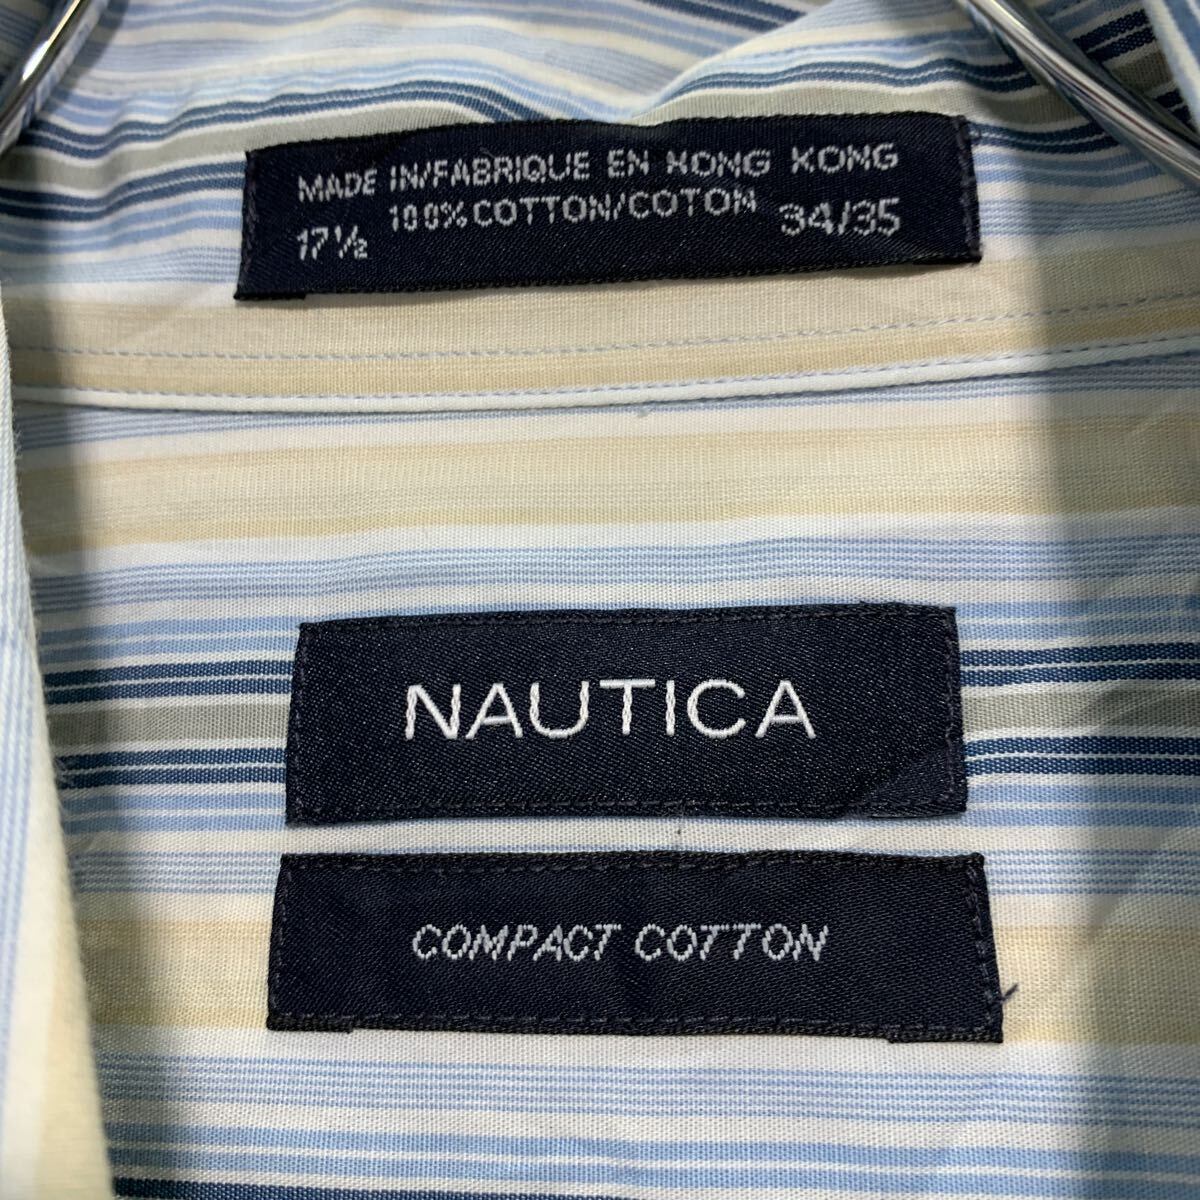 MADE IN/FABRIQUE EN HONG KONG
17½ 100% COTTON/COTON 34/35
NAUTICA
COMPACT COTTON